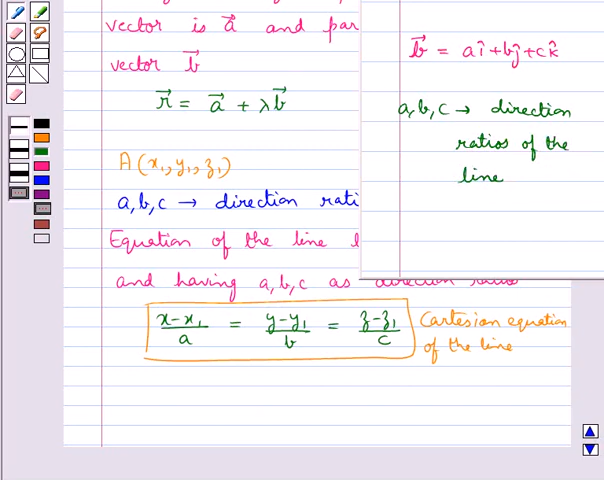 vector is a⃗ and par
vector b⃗
r⃗ = a⃗ + λb⃗
A(x₁, y₁, z₁)
a, b, c → direction rati
Equation of the line
and having a, b, c as direction
(x-x₁)/a = (y-y₁)/b = (z-z₁)/c
Cartesian equation
of the line
b⃗ = aî+bĵ+ck̂
a, b, c → direction
ratios of the
line